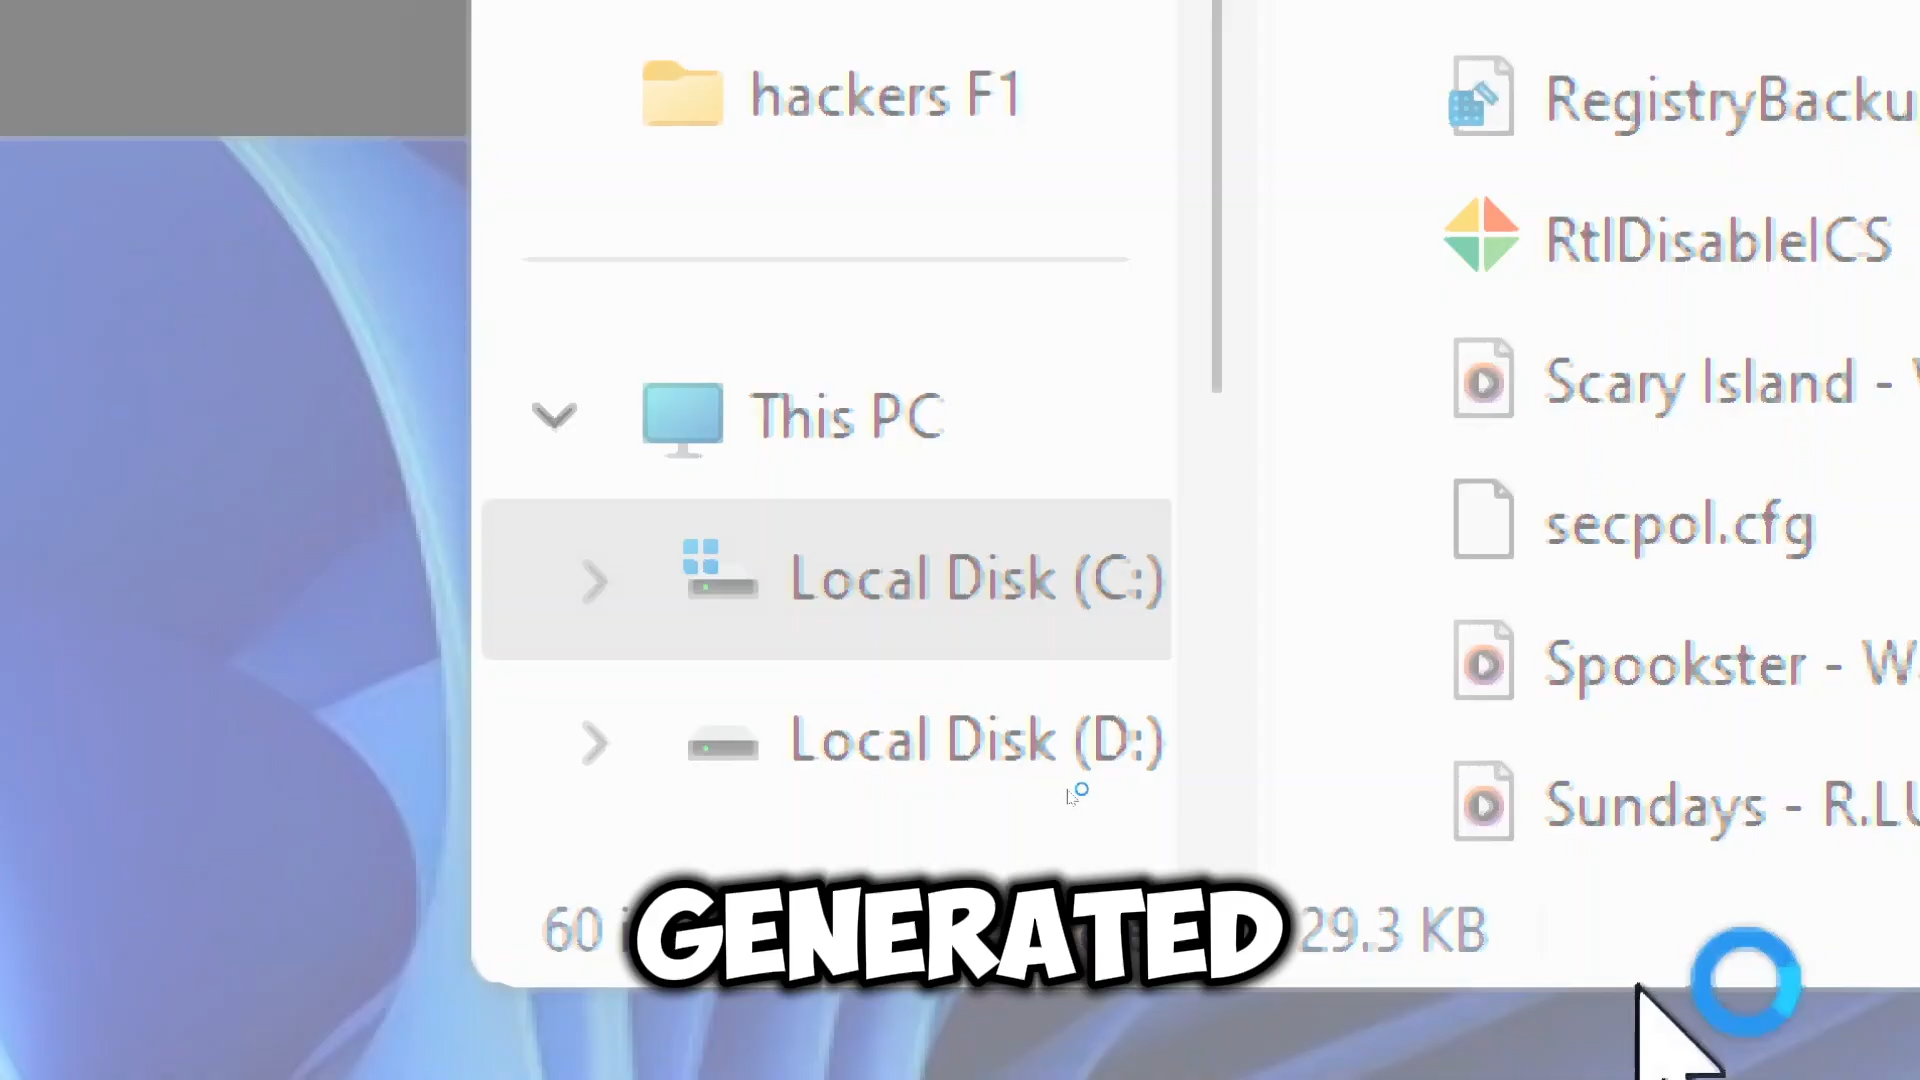 hackers F1
This PC
Local Disk (C:)
Local Disk (D:)
60
29.3 KB
RegistryBacku
RtlDisableICS
Scary Island -
secpol.cfg
Spookster - W
Sundays - R.LU
GENERATED